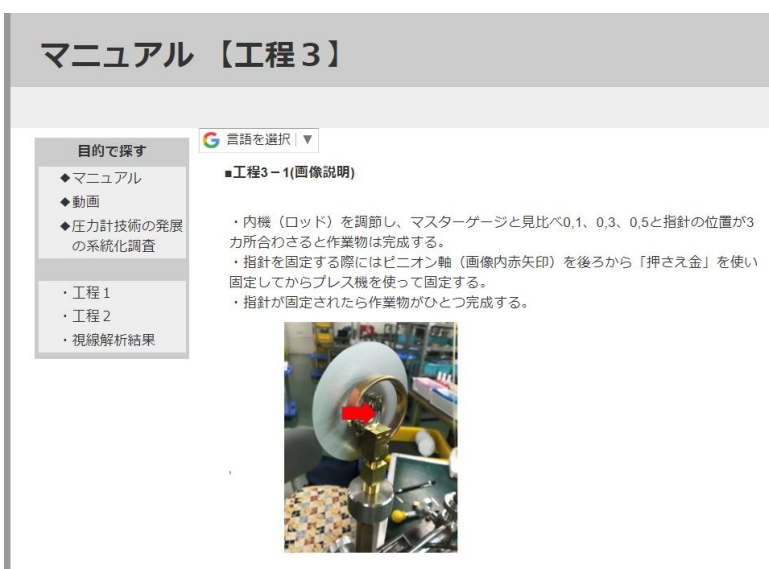 マニュアル 【工程３】
言語を選択 | ▼
目的で探す
◆マニュアル
◆動画
◆圧力計技術の発展
の系統化調査
・工程１
・工程２
・視線解析結果
■工程3－1(画像説明)
・内機（ロッド）を調節し、マスターゲージと見比べ0,1、0,3、0,5と指針の位置が3
カ所合わさると作業物は完成する。
・指針を固定する際にはピニオン軸（画像内赤矢印）を後ろから「押さえ金」を使い
固定してからプレス機を使って固定する。
・指針が固定されたら作業物がひとつ完成する。